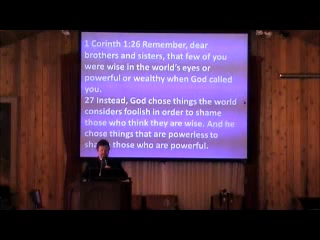 1 Corinth 1:26 Remember, dear
brothers and sisters, that few of you
were wise in the world's eyes or
powerful or wealthy when God called
you.
27 Instead, God chose things the world
considers foolish in order to shame
those who think they are wise. And he
chose things that are powerless to
shame those who are powerful.